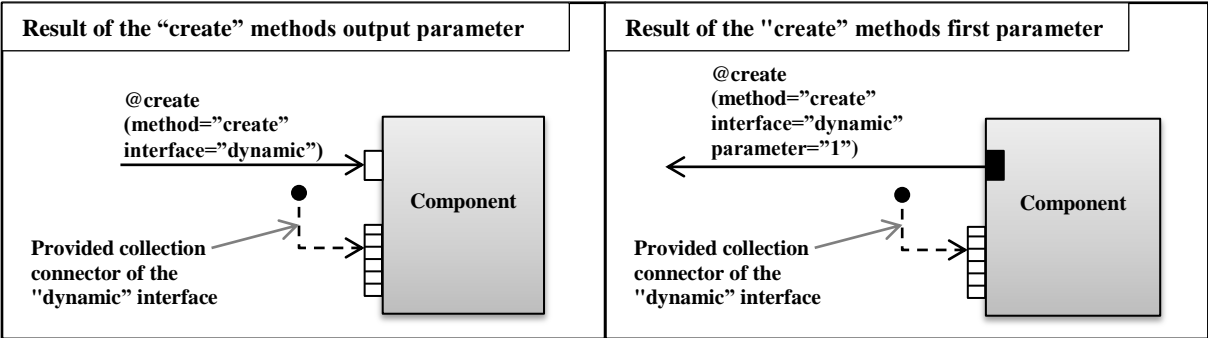 Result of the “create” methods output parameter
@create
(method=”create”
interface=”dynamic”)
Component
Provided collection
connector of the
"dynamic” interface
Result of the "create” methods first parameter
@create
(method=”create”
interface=”dynamic”
parameter=”1”)
Component
Provided collection
connector of the
"dynamic” interface